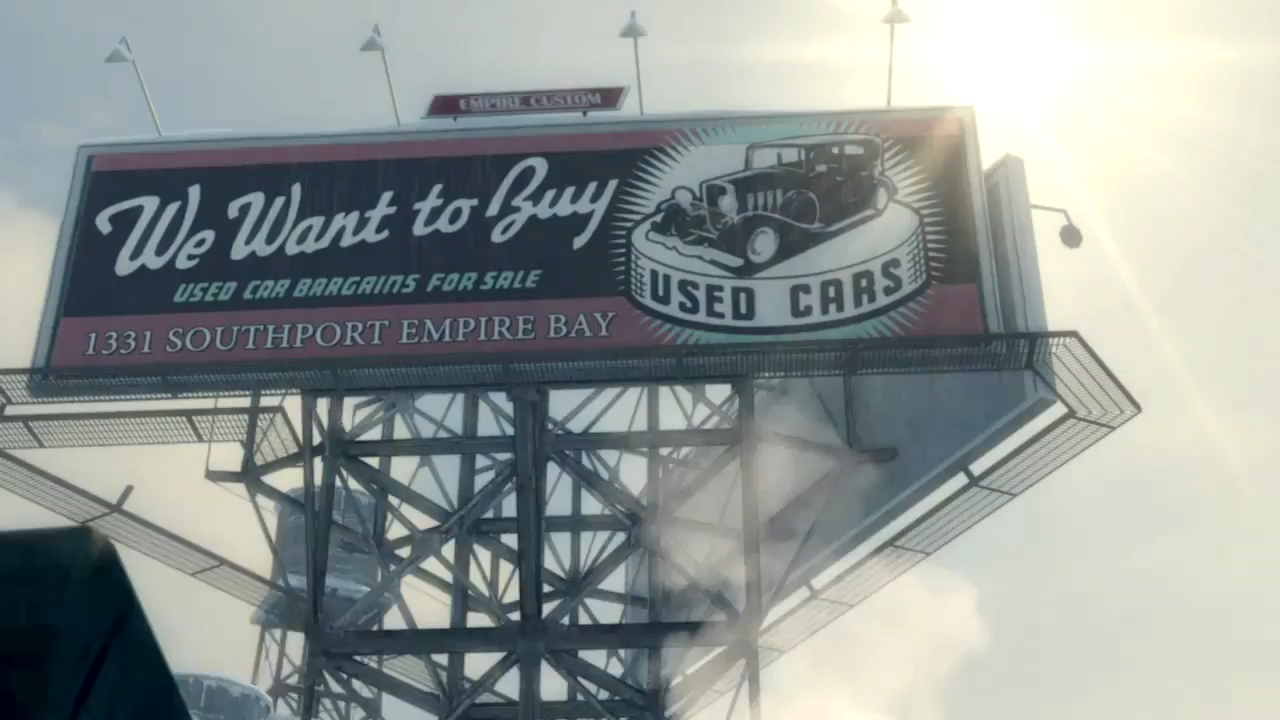 EMPIRE CUSTOM
We Want to Buy
USED CAR BARGAINS FOR SALE
1331 SOUTHPORT EMPIRE BAY
USED CARS